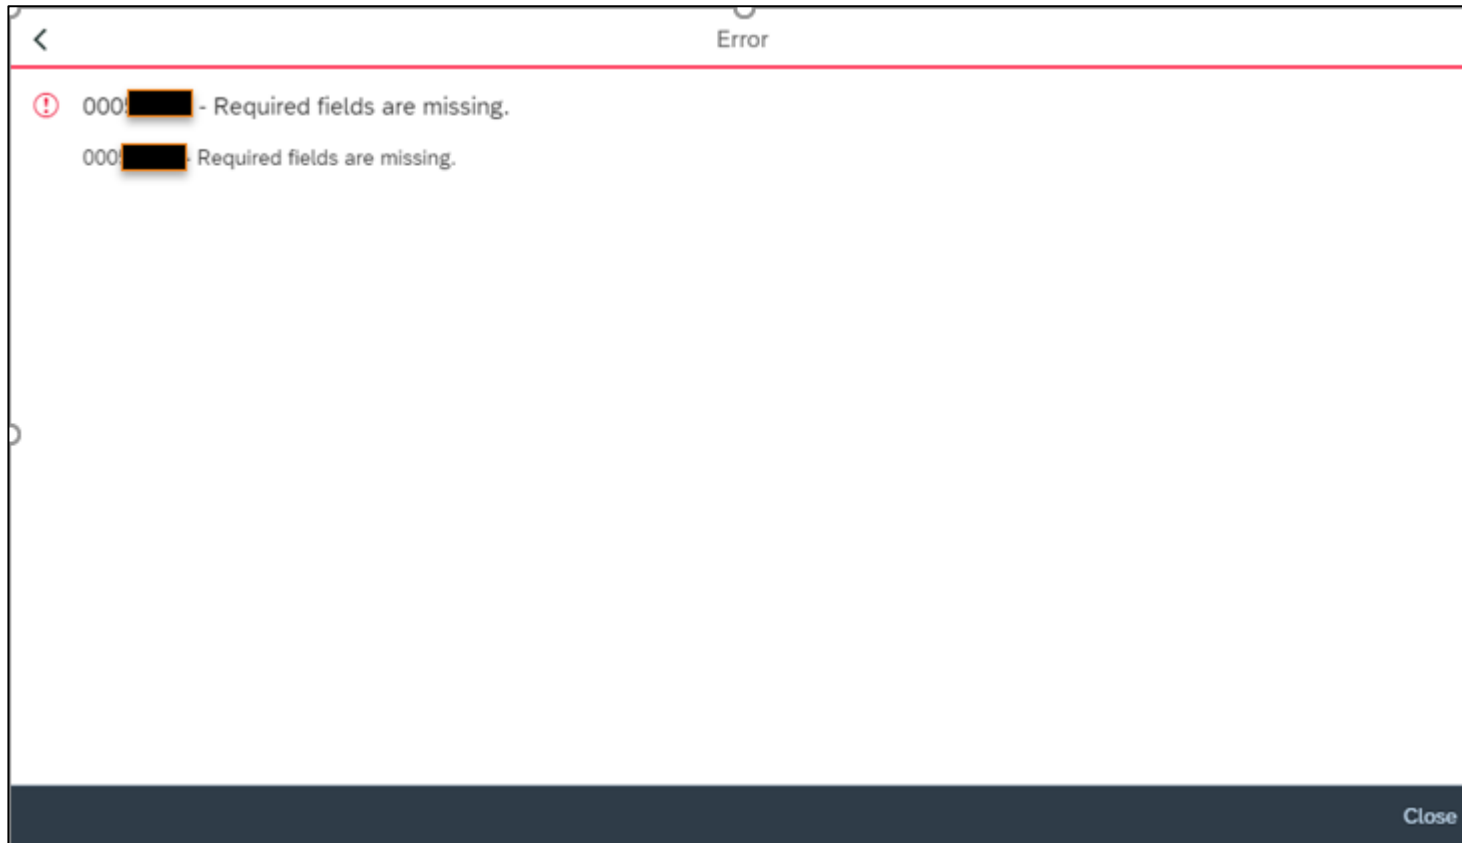 Error
000 - Required fields are missing.
000 - Required fields are missing.
Close